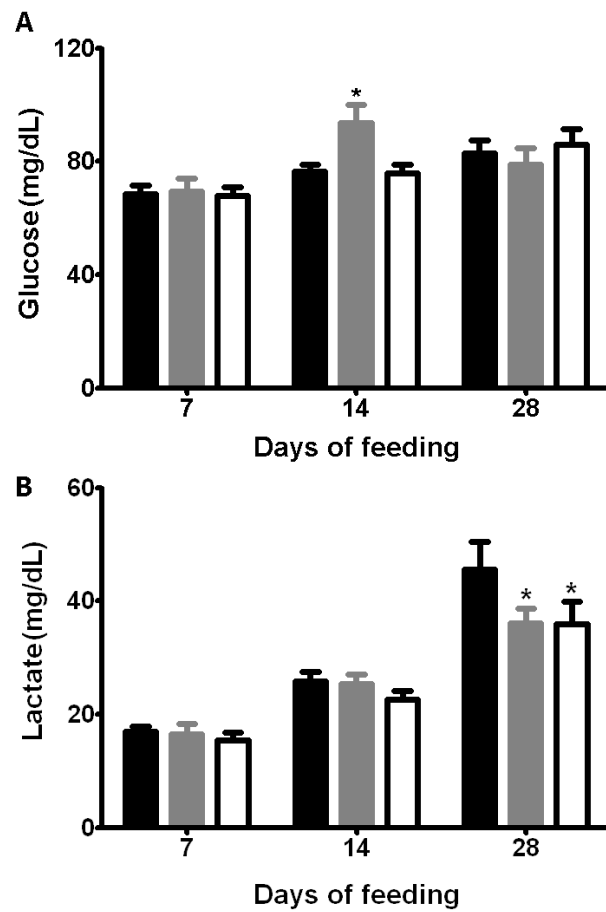 A
120
80
40
0
Glucose (mg/dL)
*
7 14 28
Days of feeding
B
60
40
20
0
Lactate (mg/dL)
* *
7 14 28
Days of feeding